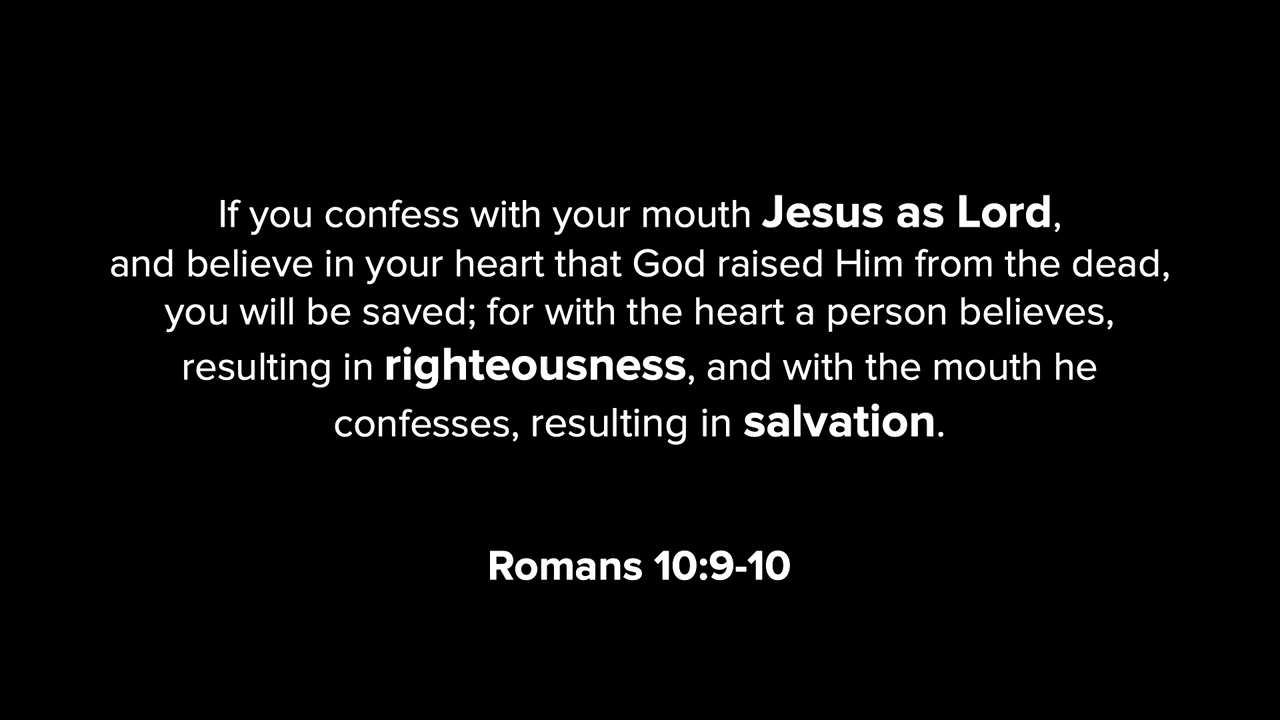 If you confess with your mouth Jesus as Lord,
and believe in your heart that God raised Him from the dead,
you will be saved; for with the heart a person believes,
resulting in righteousness, and with the mouth he
confesses, resulting in salvation.
Romans 10:9-10